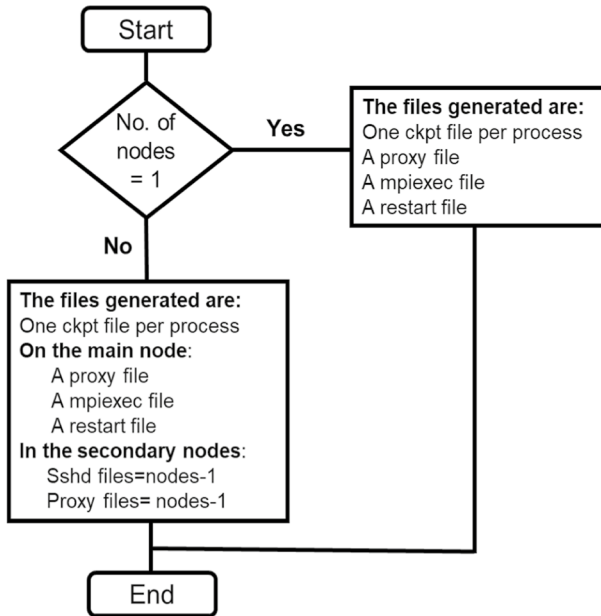 Start
No. of
nodes
= 1
Yes
The files generated are:
One ckpt file per process
A proxy file
A mpiexec file
A restart file
No
The files generated are:
One ckpt file per process
On the main node:
A proxy file
A mpiexec file
A restart file
In the secondary nodes:
Sshd files=nodes-1
Proxy files= nodes-1
End